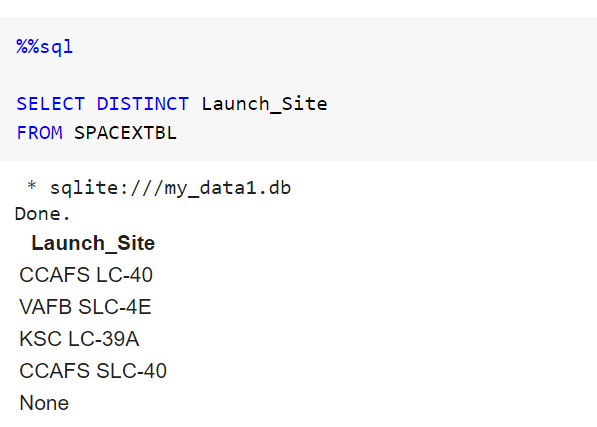 %%sql
SELECT DISTINCT Launch_Site
FROM SPACEXTBL
* sqlite:///my_data1.db
Done.
Launch_Site
CCAFS LC-40
VAFB SLC-4E
KSC LC-39A
CCAFS SLC-40
None